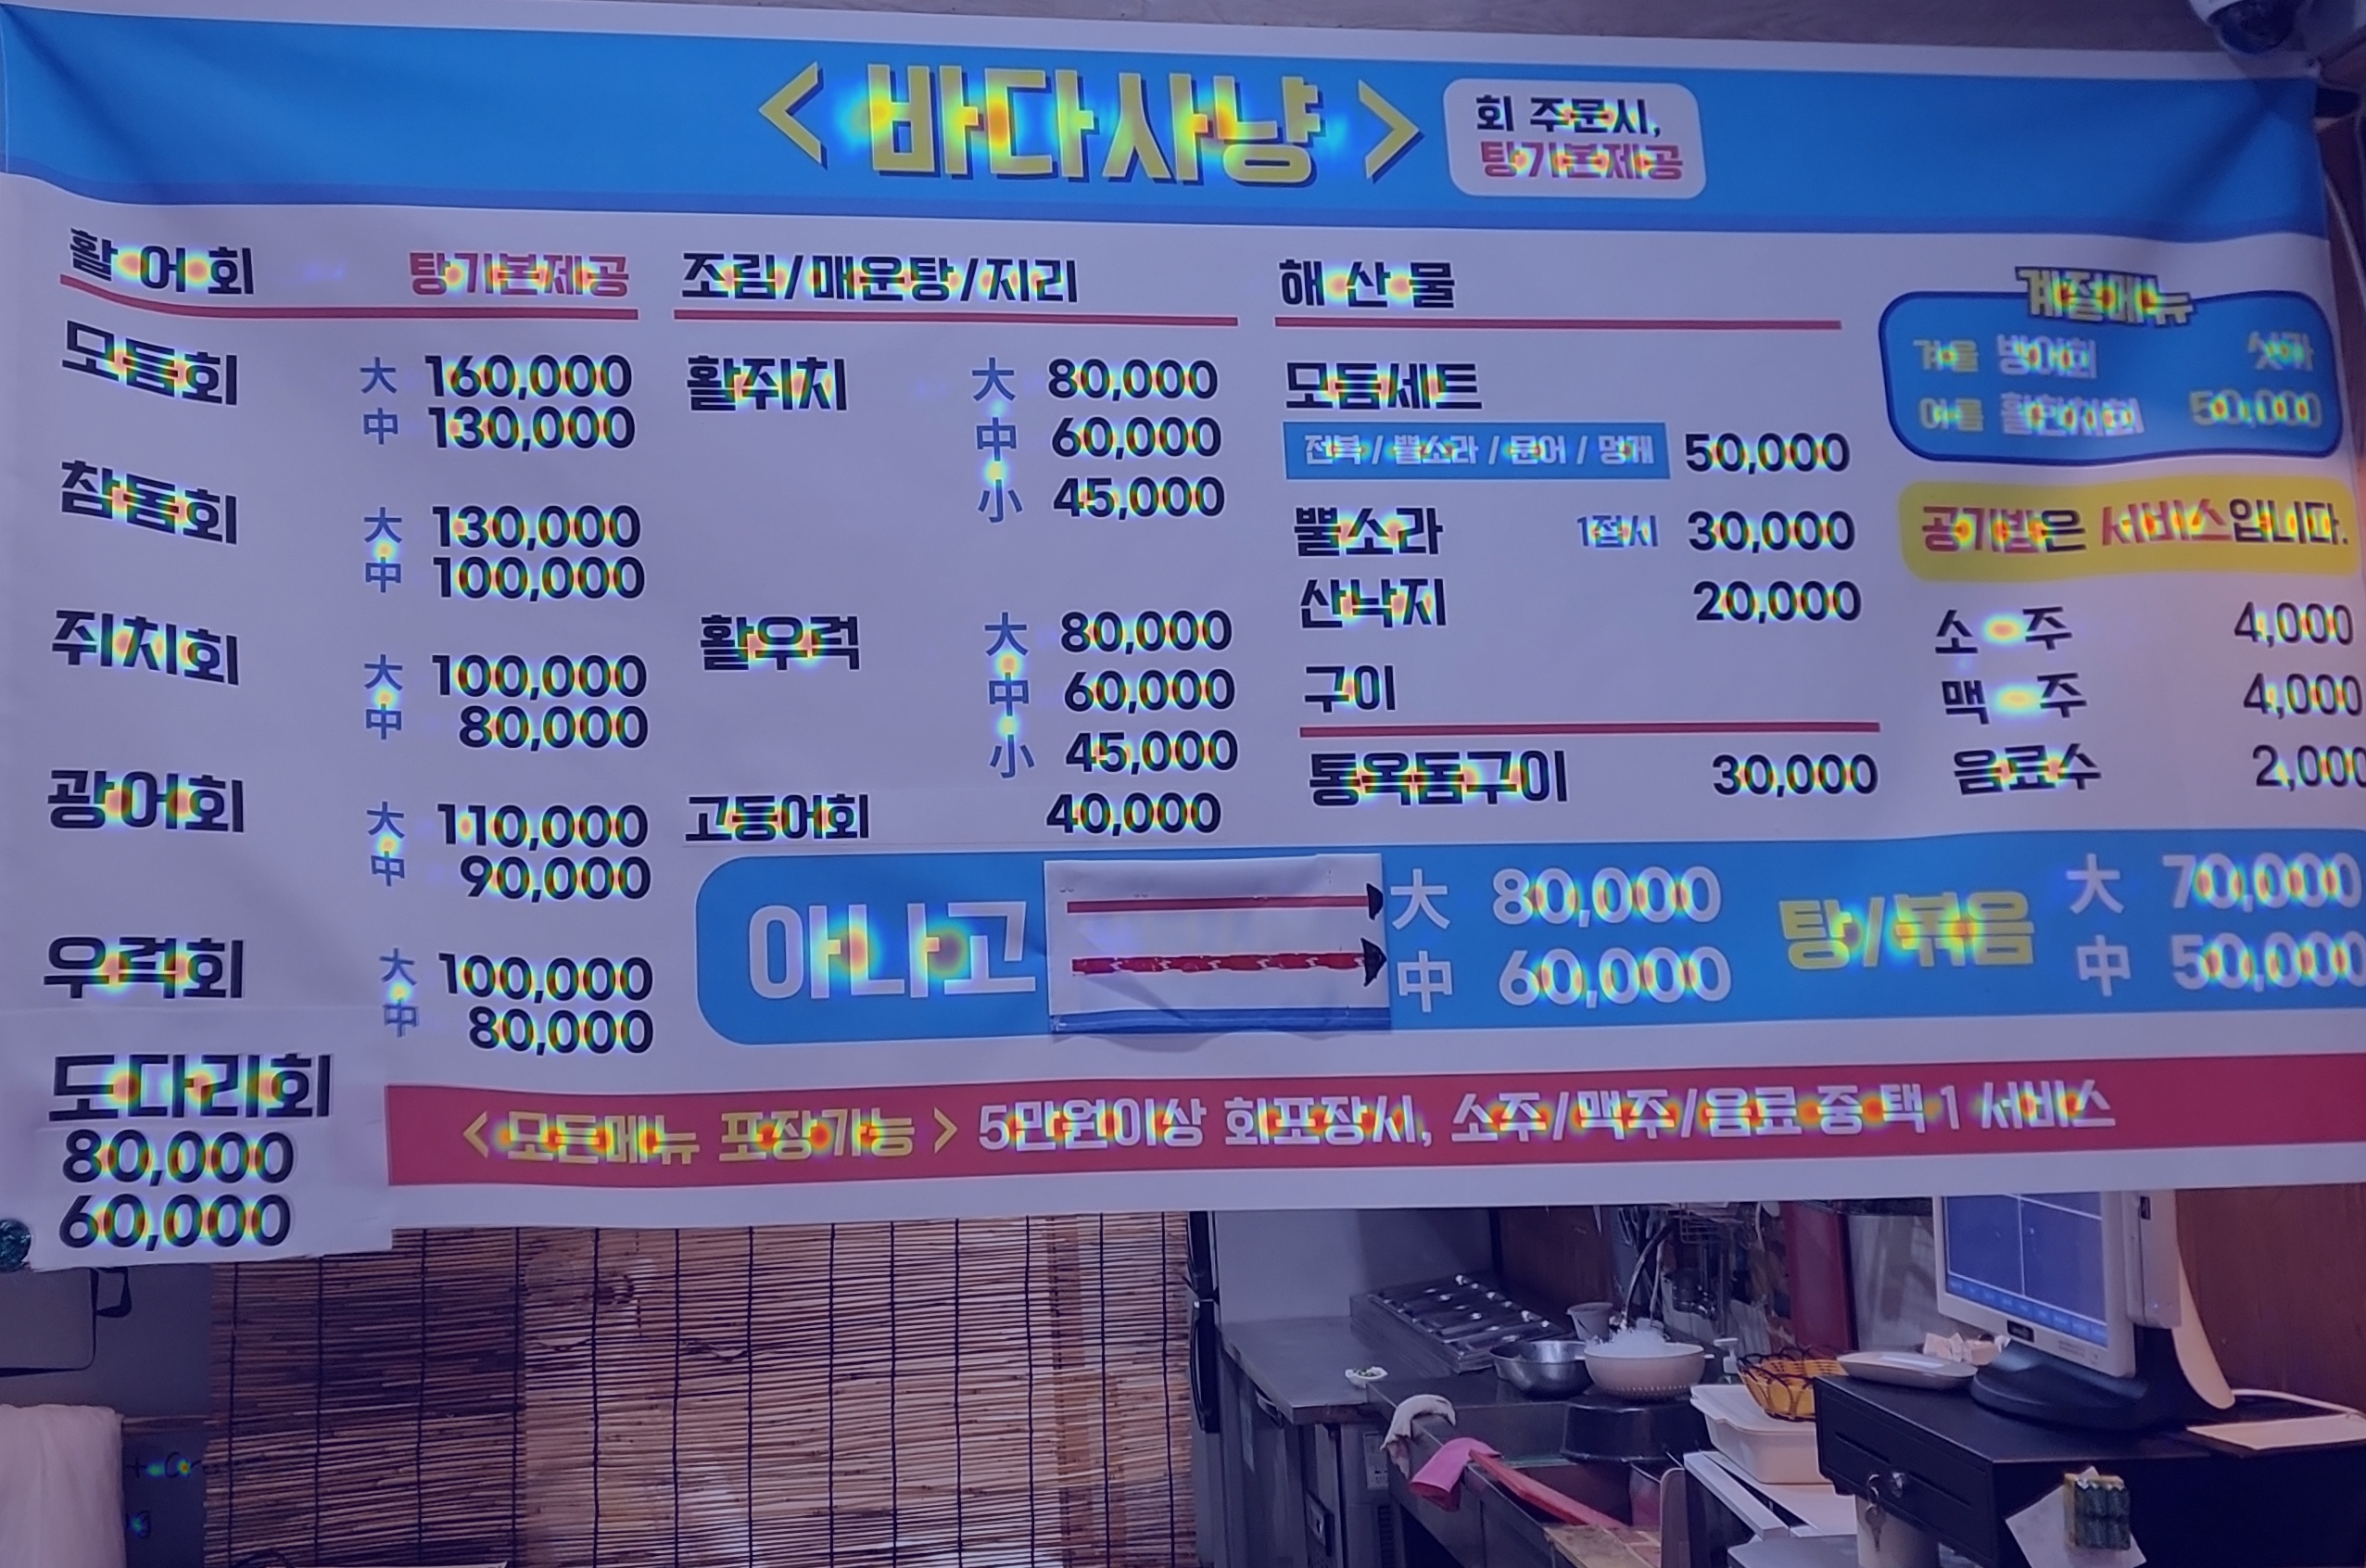 <바다사냥>
회 주문시,
탕기본제공
활어회 탕기본제공
모듬회 大 160,000
中 130,000
참돔회 大 130,000
中 100,000
쥐치회 大 100,000
中 80,000
광어회 大 110,000
中 90,000
우럭회 大 100,000
中 80,000
도다리회
80,000
60,000
조림/매운탕/지리
활쥐치 大 80,000
中 60,000
小 45,000
활우럭 大 80,000
中 60,000
小 45,000
고등어회 40,000
해산물
모듬세트
전복 / 뿔소라 / 문어 / 멍게 50,000
뿔소라 1접시 30,000
산낙지 20,000
구이
통옥돔구이 30,000
계절메뉴
겨울 방어회 싯가
여름 활한치회 50,000
공기밥은 서비스입니다.
소주 4,000
맥주 4,000
음료수 2,000
아나고 大 80,000
中 60,000
탕/볶음 大 70,000
中 50,000
<모든메뉴 포장가능> 5만원이상 회포장시, 소주/맥주/음료 중 택1 서비스